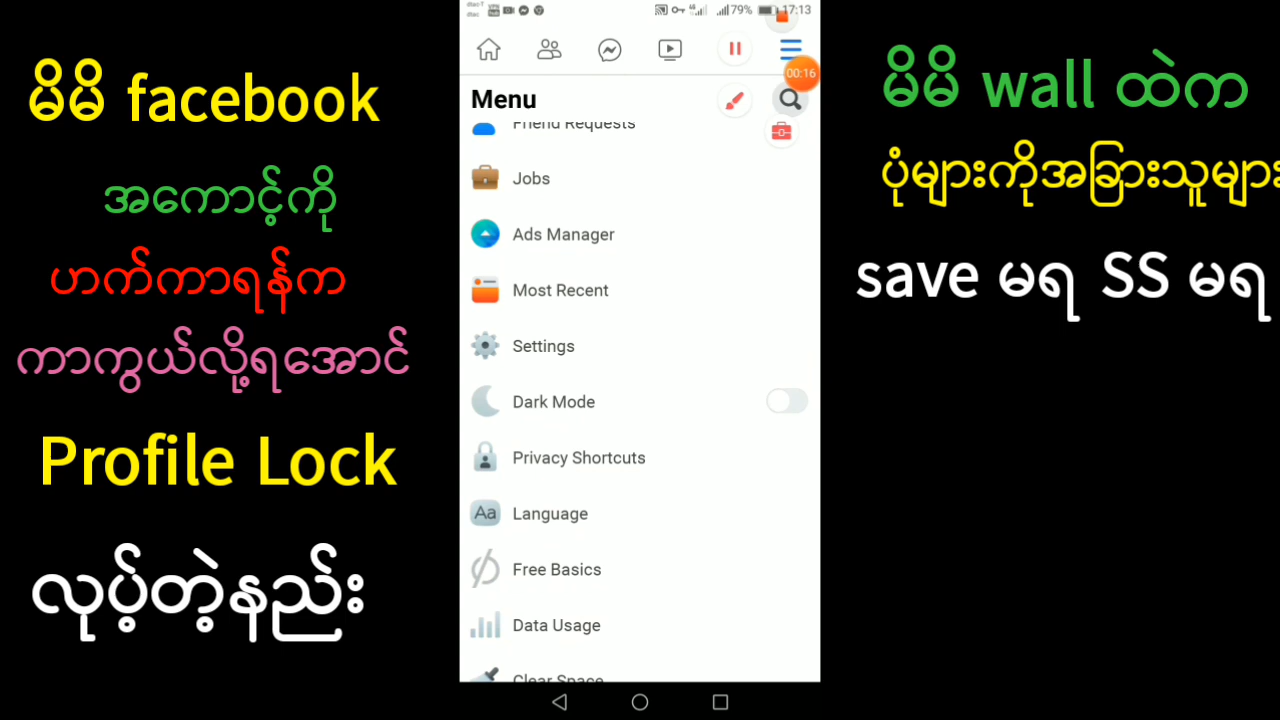 မိမိ facebook
အကောင့်ကို
ဟက်ကာရန်က
ကာကွယ်လို့ရအောင်
Profile Lock
လုပ့်တဲ့နည်း
dtac-T
dtac
79%
17:13
00:16
Menu
Friend Requests
Jobs
Ads Manager
Most Recent
Settings
Dark Mode
Privacy Shortcuts
Aa
Language
Free Basics
Data Usage
Clear Space
မိမိ wall ထဲက
ပုံများကိုအခြားသူများ
save မရ SS မရ